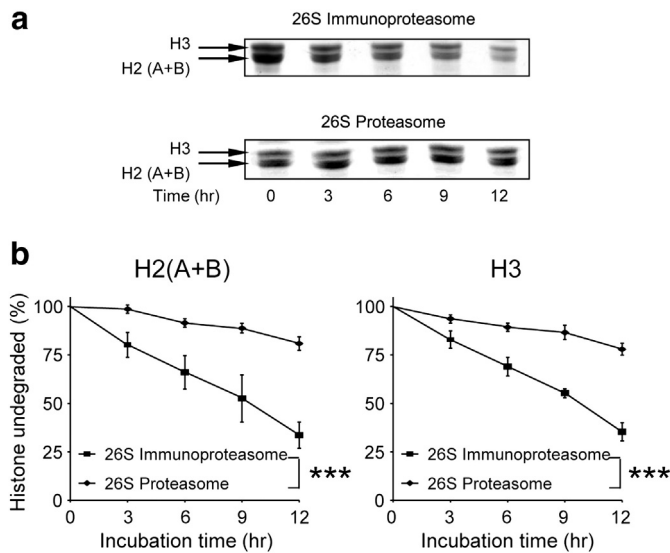 a
26S Immunoproteasome
H3
H2 (A+B)
26S Proteasome
H3
H2 (A+B)
Time (hr) 0 3 6 9 12
b
H2(A+B)
Histone undegraded (%)
100
75
50
25
0
26S Immunoproteasome
26S Proteasome
***
0 3 6 9 12
Incubation time (hr)
H3
100
75
50
25
0
26S Immunoproteasome
26S Proteasome
***
0 3 6 9 12
Incubation time (hr)